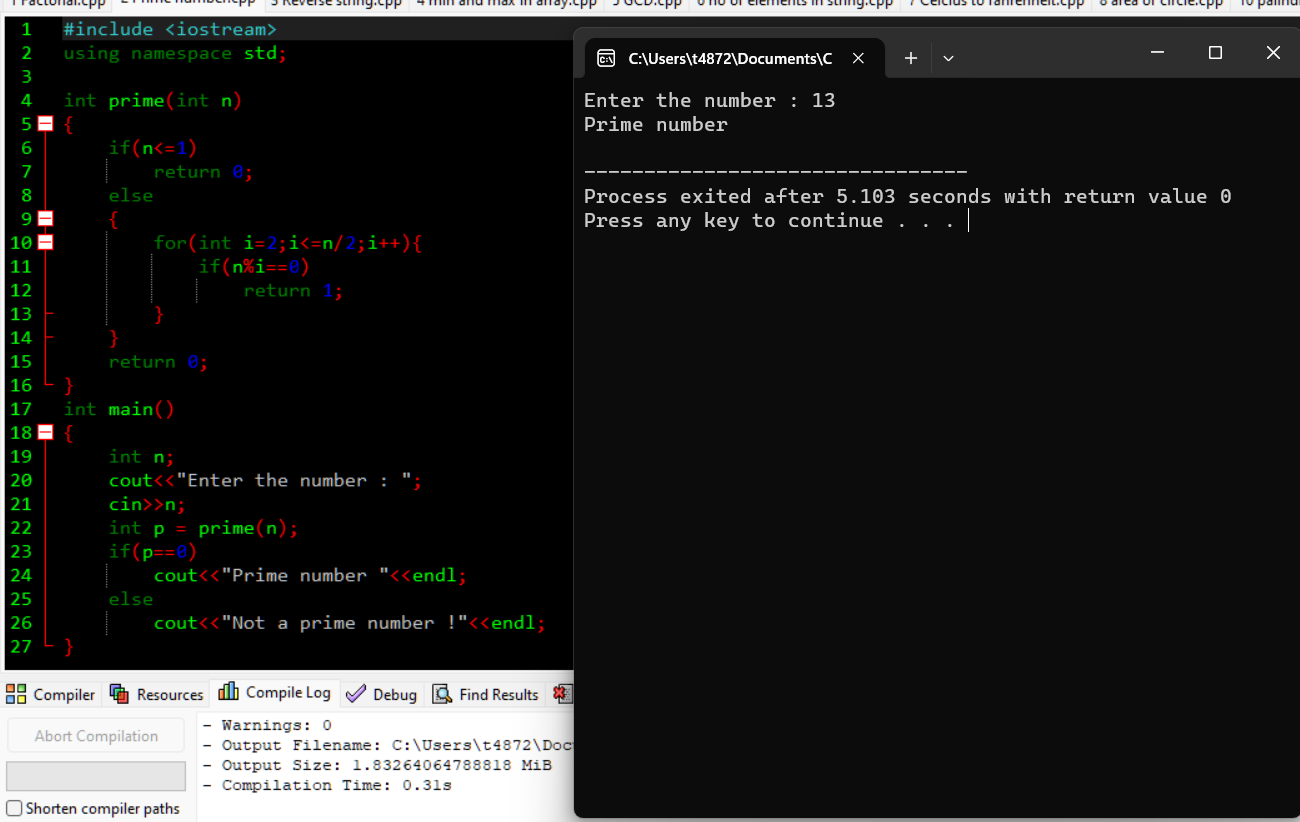 1 Factorial.cpp 2 Prime number.cpp 3 Reverse string.cpp 4 min and max in array.cpp 5 GCD.cpp 6 no of elements in string.cpp 7 Celcius to fahrenheit.cpp 8 area of circle.cpp 10 palind
1 #include <iostream>
2 using namespace std;
3
4 int prime(int n)
5 {
6 if(n<=1)
7 return 0;
8 else
9 {
10 for(int i=2;i<=n/2;i++){
11 if(n%i==0)
12 return 1;
13 }
14 }
15 return 0;
16 }
17 int main()
18 {
19 int n;
20 cout<<"Enter the number : ";
21 cin>>n;
22 int p = prime(n);
23 if(p==0)
24 cout<<"Prime number "<<endl;
25 else
26 cout<<"Not a prime number !"<<endl;
27 }
C:\Users\t4872\Documents\C
Enter the number : 13
Prime number
--------------------------------
Process exited after 5.103 seconds with return value 0
Press any key to continue . . .
Compiler Resources Compile Log Debug Find Results
Abort Compilation
Shorten compiler paths
- Warnings: 0
- Output Filename: C:\Users\t4872\Doc
- Output Size: 1.83264064788818 MiB
- Compilation Time: 0.31s